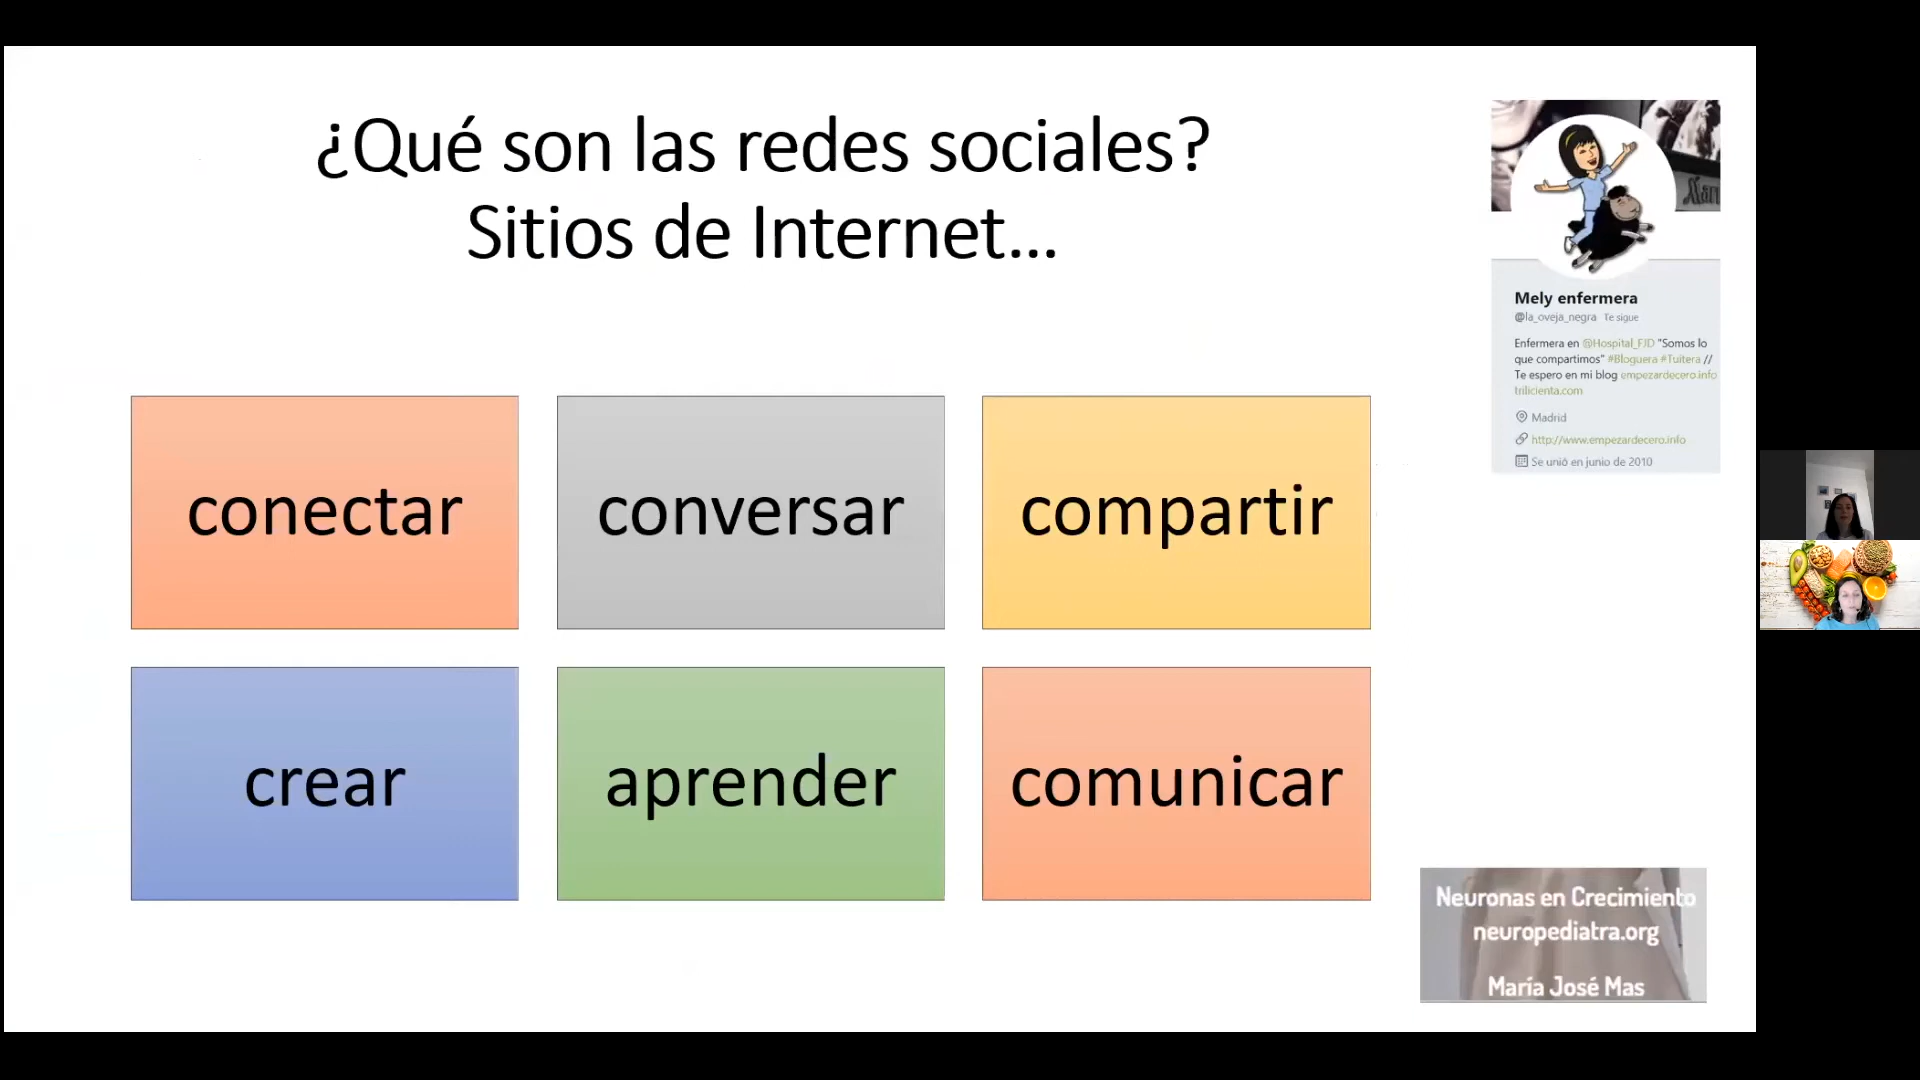 ¿Qué son las redes sociales?
Sitios de Internet...
conectar
conversar
compartir
crear
aprender
comunicar
Mely enfermera
@la_oveja_negra Te sigue
Enfermera en @Hospital_FJD "Somos lo
que compartimos" #Bloguera #Tuitera //
Te espero en mi blog empezardecero.info
trilicienta.com
Madrid
http://www.empezardecero.info
Se unió en junio de 2010
Neuronas en Crecimiento
neuropediatra.org
María José Mas